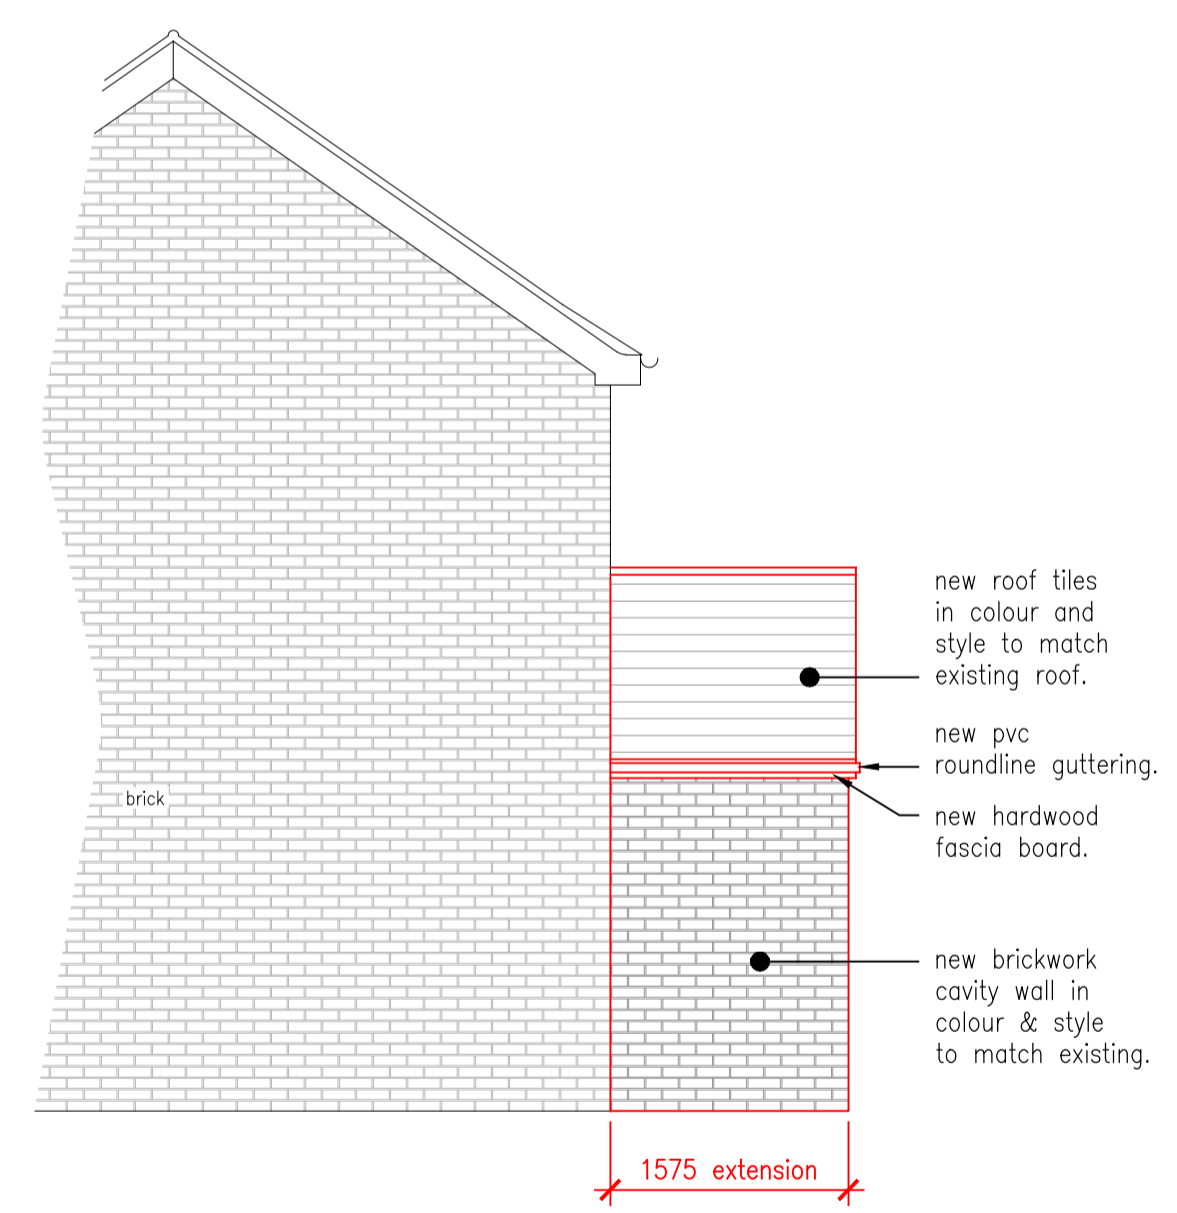 new roof tiles
in colour and
style to match
existing roof.
new pvc
roundline guttering.
brick
new hardwood
fascia board.
new brickwork
cavity wall in
colour & style
to match existing.
1575 extension